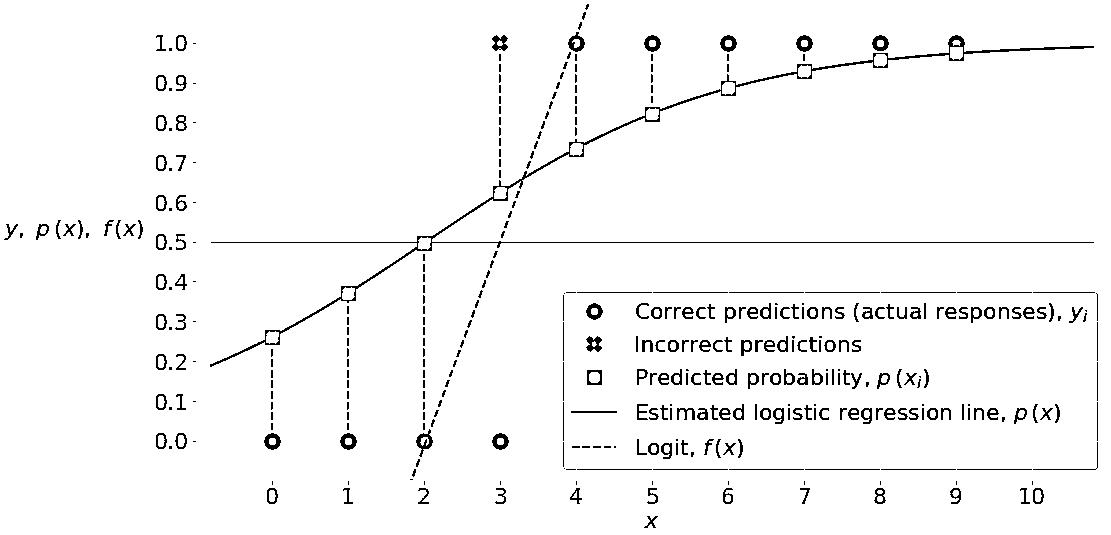 1.0
0.9
0.8
0.7
0.6
y, p(x), f(x)
0.5
0.4
0.3
0.2
0.1
0.0
Correct predictions (actual responses), yᵢ
Incorrect predictions
Predicted probability, p(xᵢ)
Estimated logistic regression line, p(x)
Logit, f(x)
0 1 2 3 4 5 6 7 8 9 10
x